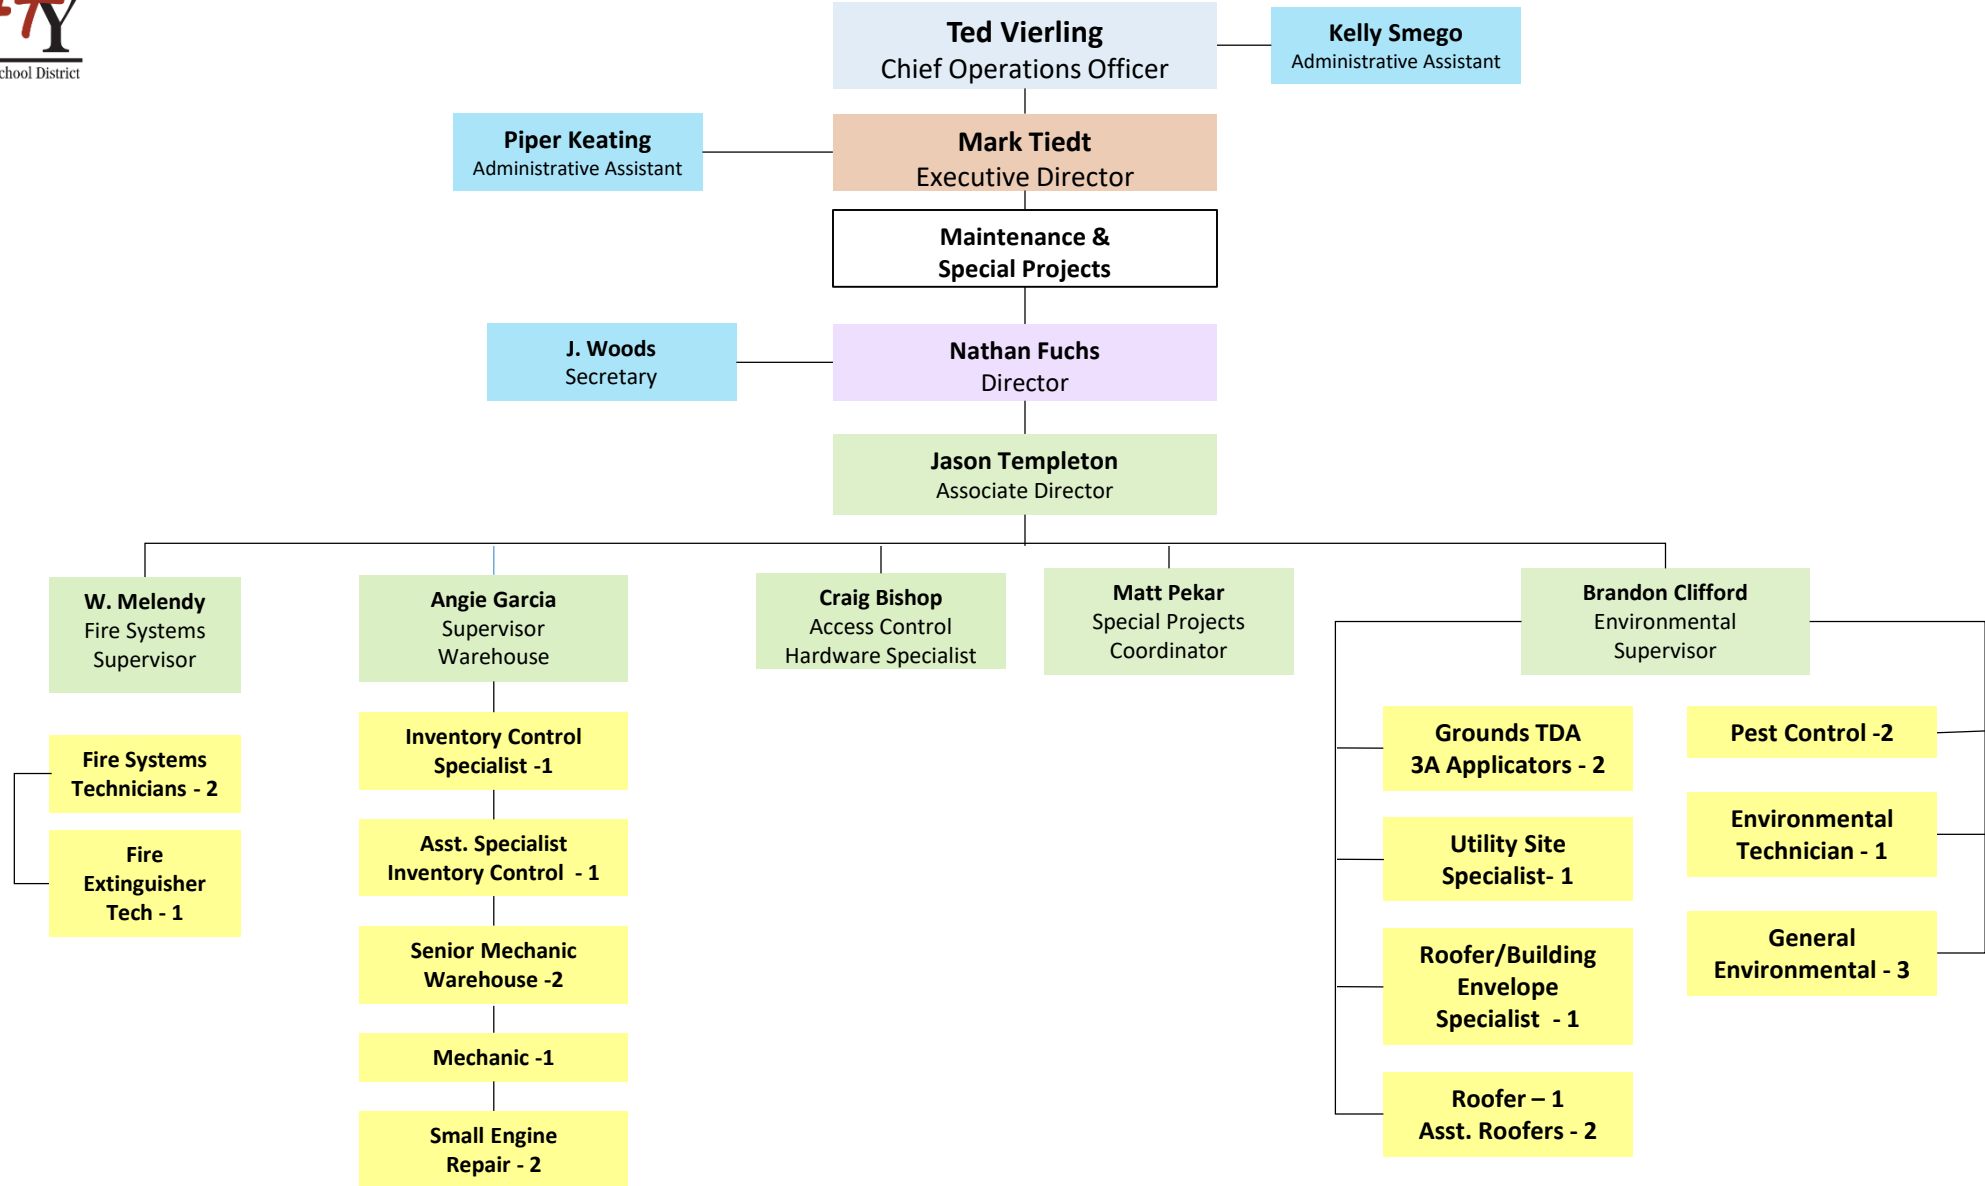 chool District
Ted Vierling
Chief Operations Officer
Kelly Smego
Administrative Assistant
Piper Keating
Administrative Assistant
Mark Tiedt
Executive Director
Maintenance &
Special Projects
J. Woods
Secretary
Nathan Fuchs
Director
Jason Templeton
Associate Director
W. Melendy
Fire Systems
Supervisor
Angie Garcia
Supervisor
Warehouse
Craig Bishop
Access Control
Hardware Specialist
Matt Pekar
Special Projects
Coordinator
Brandon Clifford
Environmental
Supervisor
Fire Systems
Technicians - 2
Fire
Extinguisher
Tech - 1
Inventory Control
Specialist -1
Asst. Specialist
Inventory Control  - 1
Senior Mechanic
Warehouse -2
Mechanic -1
Small Engine
Repair - 2
Grounds TDA
3A Applicators - 2
Utility Site
Specialist- 1
Roofer/Building
Envelope
Specialist  - 1
Roofer – 1
Asst. Roofers - 2
Pest Control -2
Environmental
Technician - 1
General
Environmental - 3